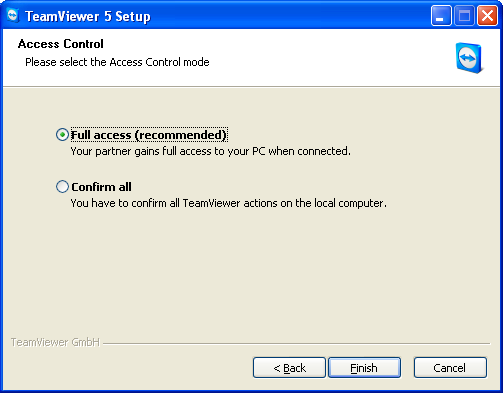 TeamViewer 5 Setup
Access Control
Please select the Access Control mode
Full access (recommended)
Your partner gains full access to your PC when connected.
Confirm all
You have to confirm all TeamViewer actions on the local computer.
TeamViewer GmbH
< Back
Finish
Cancel